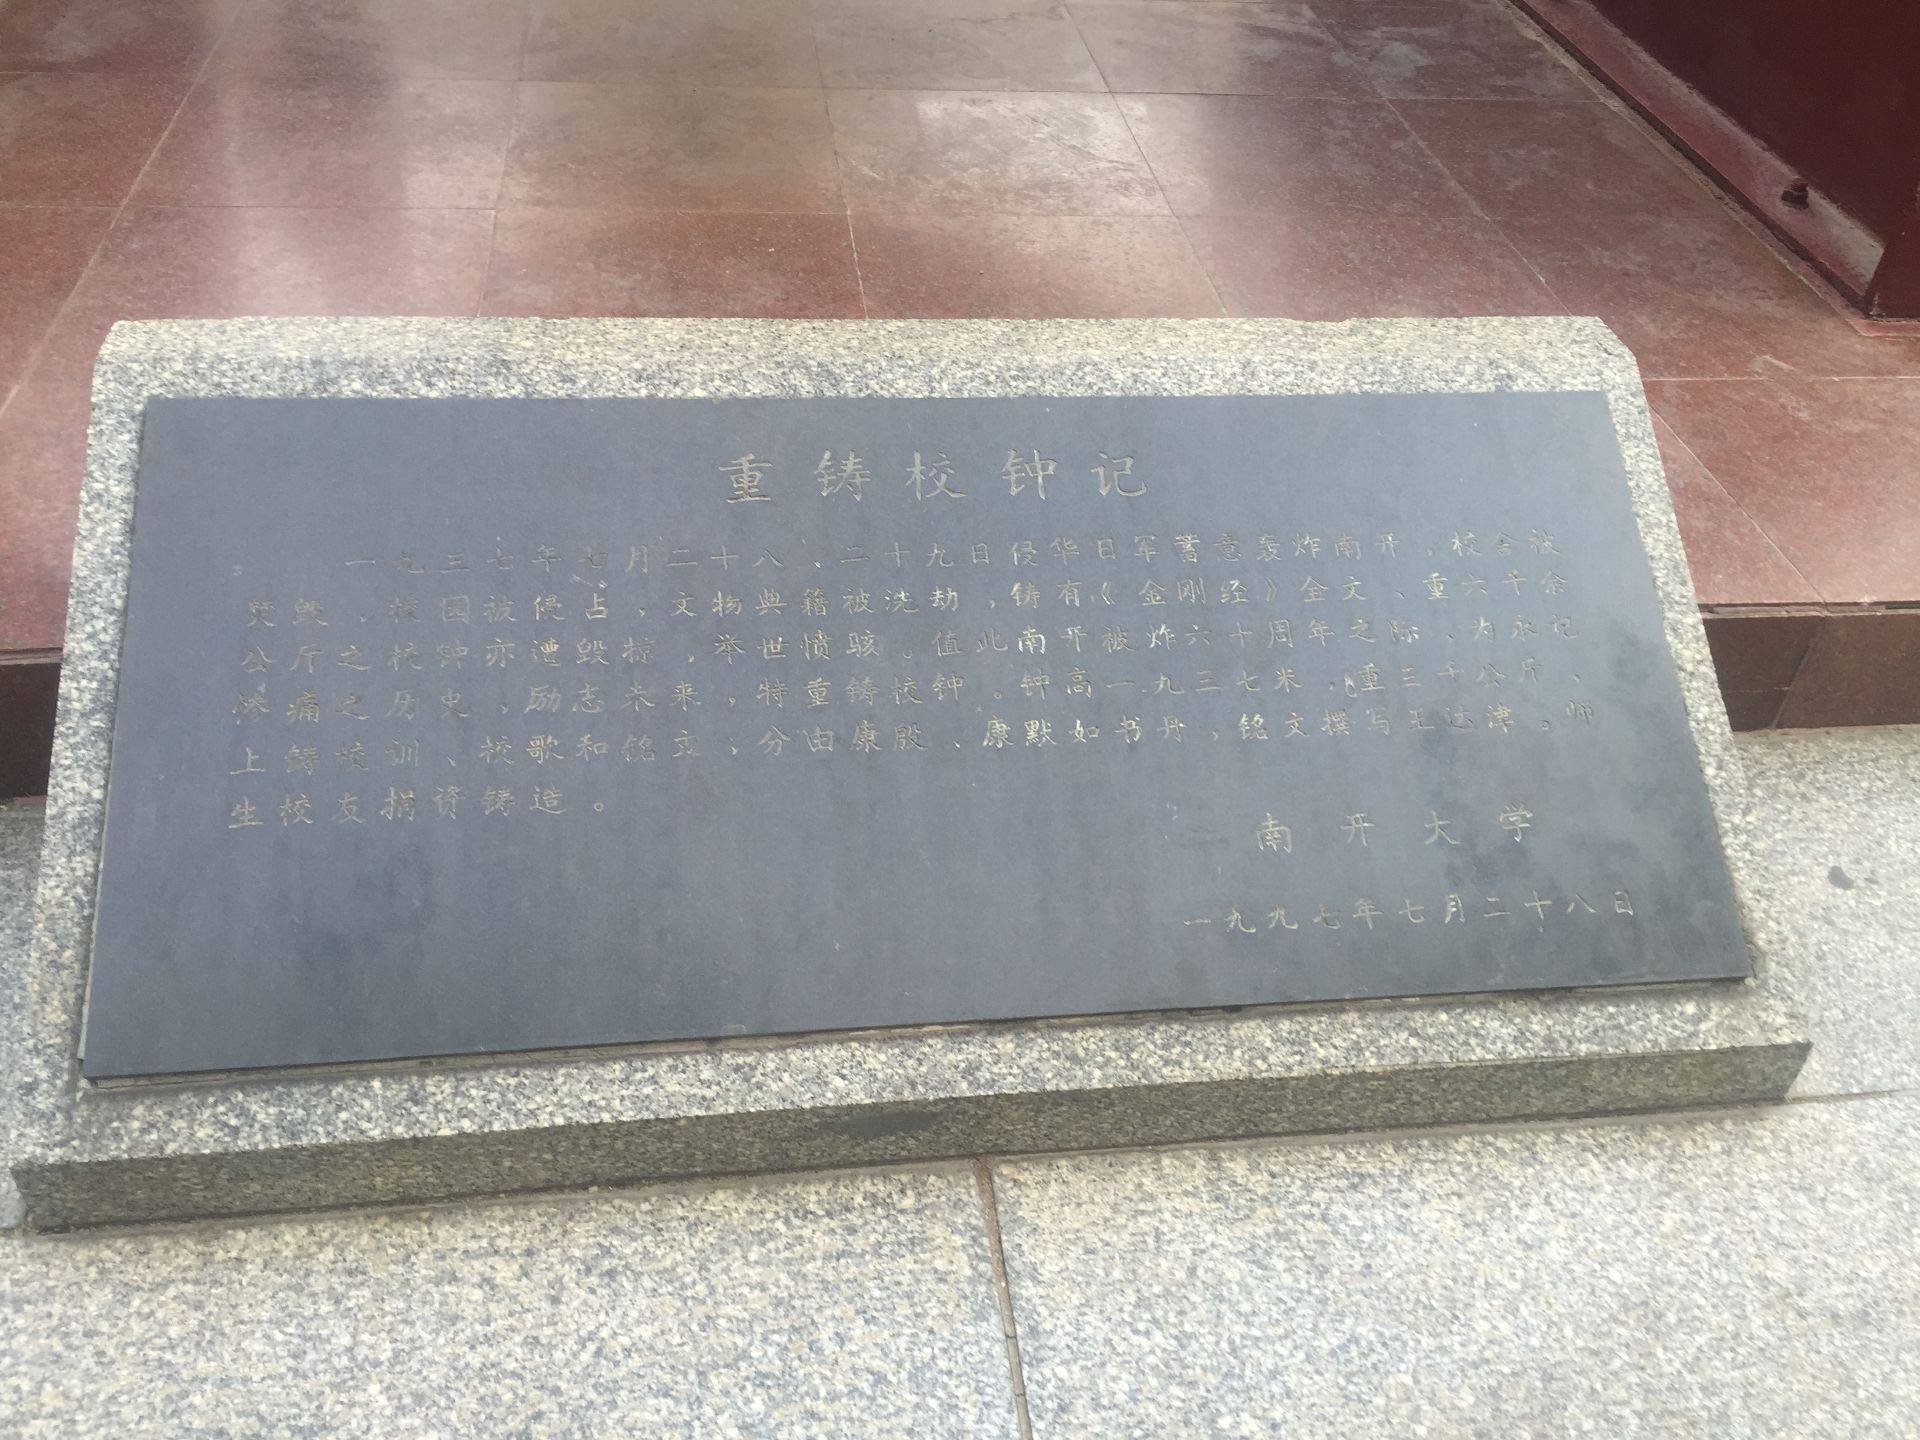 重铸校钟记
一九三七年七月二十八、二十九日侵华日军蓄意轰炸南开，校舍被
焚毁，校园被侵占，文物典籍被洗劫，铸有《金刚经》全文、重六千余
公斤之校钟亦遭毁掠，举世愤骇。值此南开被炸六十周年之际，为永记
惨痛之历史，励志未来，特重铸校钟。钟高一.九三七米，重三千公斤，
上铸校训、校歌和铭文，分由康殷、康默如书丹，铭文撰写王达津。师
生校友捐资铸造。
南开大学
一九九七年七月二十八日